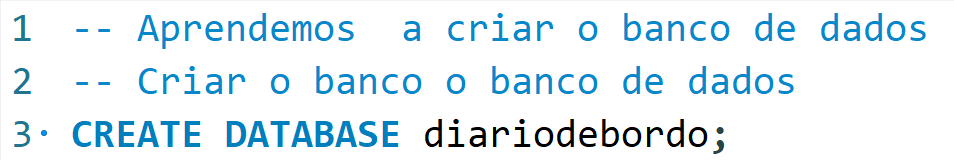 1 -- Aprendemos  a criar o banco de dados
2 -- Criar o banco o banco de dados
3 CREATE DATABASE diariodebordo;